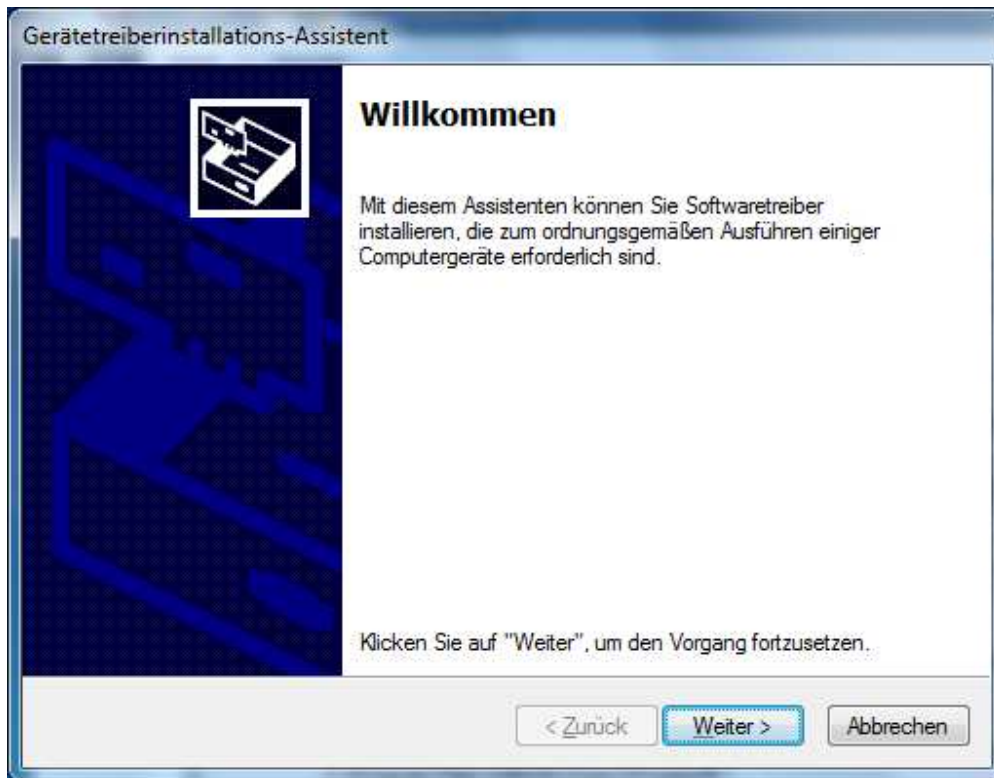 Gerätetreiberinstallations-Assistent
Willkommen
Mit diesem Assistenten können Sie Softwaretreiber
installieren, die zum ordnungsgemäßen Ausführen einiger
Computergeräte erforderlich sind.
Klicken Sie auf "Weiter", um den Vorgang fortzusetzen.
< Zurück Weiter > Abbrechen